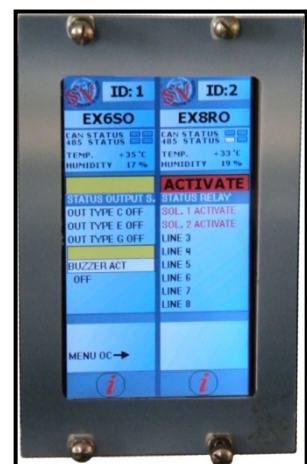 SV ID: 1
EX6SO
CAN STATUS
485 STATUS
TEMP. +35°C
HUMIDITY 17 %
STATUS OUTPUT S.
OUT TYPE C OFF
OUT TYPE E OFF
OUT TYPE G OFF
BUZZER ACT
OFF
MENU OC→
i
SV ID:2
EX8RO
CAN STATUS
485 STATUS
TEMP. +33°C
HUMIDITY 19 %
ACTIVATE
STATUS RELAY
SOL. 1 ACTIVATE
SOL. 2 ACTIVATE
LINE 3
LINE 4
LINE 5
LINE 6
LINE 7
LINE 8
i